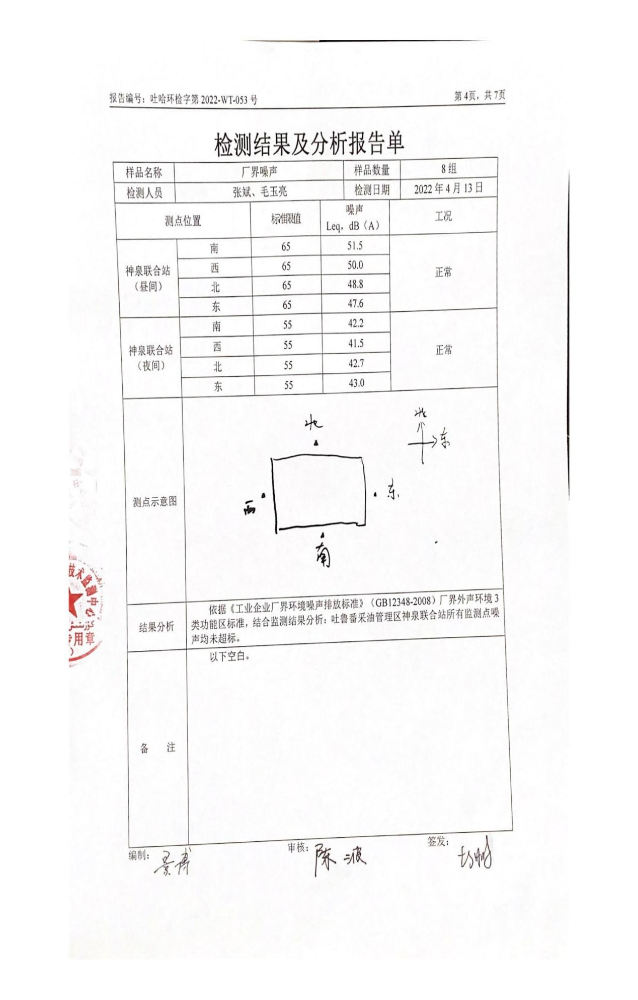 报告编号：吐哈环检字第 2022-WT-053 号
第 4页，共 7页
检测结果及分析报告单
样品名称 厂界噪声 样品数量 8 组
检测人员 张斌、毛玉亮 检测日期 2022 年 4 月 13 日
测点位置 标准限值 噪声 Leq，dB（A） 工况
神泉联合站（昼间） 南 65 51.5 正常
西 65 50.0
北 65 48.8
东 65 47.6
神泉联合站（夜间） 南 55 42.2 正常
西 55 41.5
北 55 42.7
东 55 43.0
测点示意图
北
北
东
西
东
南
结果分析
依据《工业企业厂界环境噪声排放标准》（GB12348-2008）厂界外声环境 3
类功能区标准，结合监测结果分析：吐鲁番采油管理区神泉联合站所有监测点噪
声均未超标。
备 注
以下空白。
编制：景博
审核：陈波
签发：
技术监测中心
用章